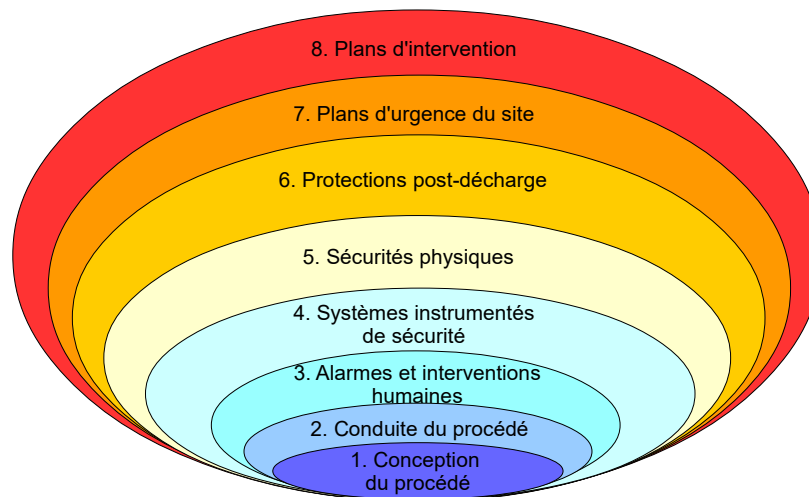 8. Plans d'intervention
7. Plans d'urgence du site
6. Protections post-décharge
5. Sécurités physiques
4. Systèmes instrumentés
de sécurité
3. Alarmes et interventions
humaines
2. Conduite du procédé
1. Conception
du procédé